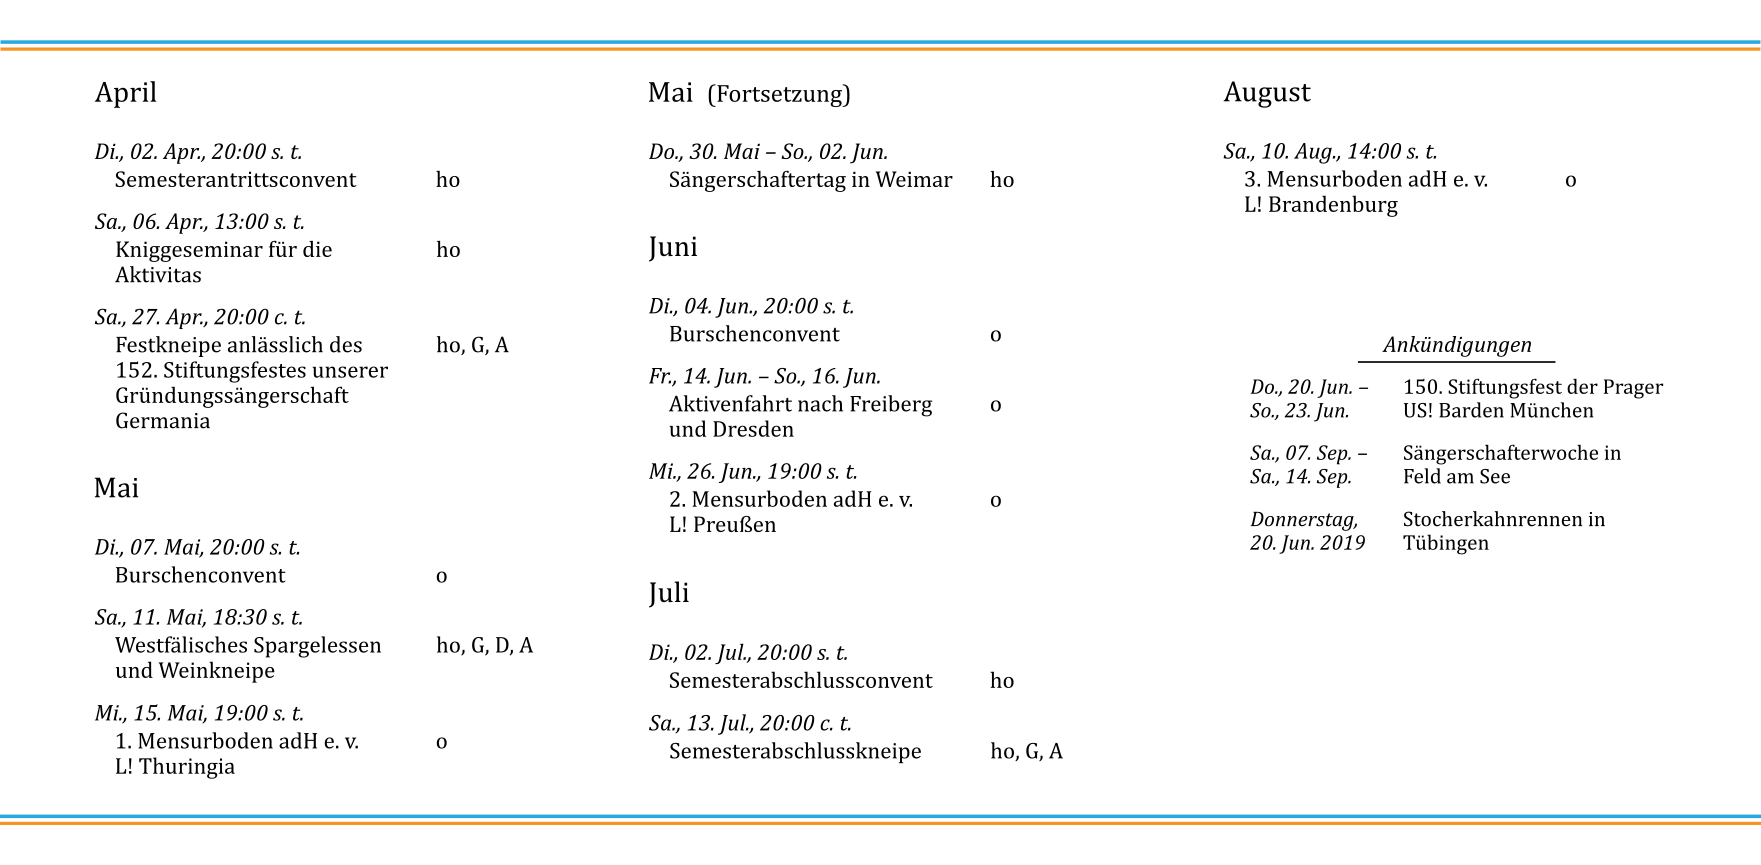 April
Di., 02. Apr., 20:00 s. t.
Semesterantrittsconvent ho
Sa., 06. Apr., 13:00 s. t.
Kniggeseminar für die ho
Aktivitas
Sa., 27. Apr., 20:00 c. t.
Festkneipe anlässlich des ho, G, A
152. Stiftungsfestes unserer
Gründungssängerschaft
Germania
Mai
Di., 07. Mai, 20:00 s. t.
Burschenconvent o
Sa., 11. Mai, 18:30 s. t.
Westfälisches Spargelessen ho, G, D, A
und Weinkneipe
Mi., 15. Mai, 19:00 s. t.
1. Mensurboden adH e. v. o
L! Thuringia
Mai (Fortsetzung)
Do., 30. Mai – So., 02. Jun.
Sängerschaftertag in Weimar ho
Juni
Di., 04. Jun., 20:00 s. t.
Burschenconvent o
Fr., 14. Jun. – So., 16. Jun.
Aktivenfahrt nach Freiberg o
und Dresden
Mi., 26. Jun., 19:00 s. t.
2. Mensurboden adH e. v. o
L! Preußen
Juli
Di., 02. Jul., 20:00 s. t.
Semesterabschlussconvent ho
Sa., 13. Jul., 20:00 c. t.
Semesterabschlusskneipe ho, G, A
August
Sa., 10. Aug., 14:00 s. t.
3. Mensurboden adH e. v. o
L! Brandenburg
Ankündigungen
Do., 20. Jun. – 150. Stiftungsfest der Prager
So., 23. Jun. US! Barden München
Sa., 07. Sep. – Sängerschafterwoche in
Sa., 14. Sep. Feld am See
Donnerstag, Stocherkahnrennen in
20. Jun. 2019 Tübingen